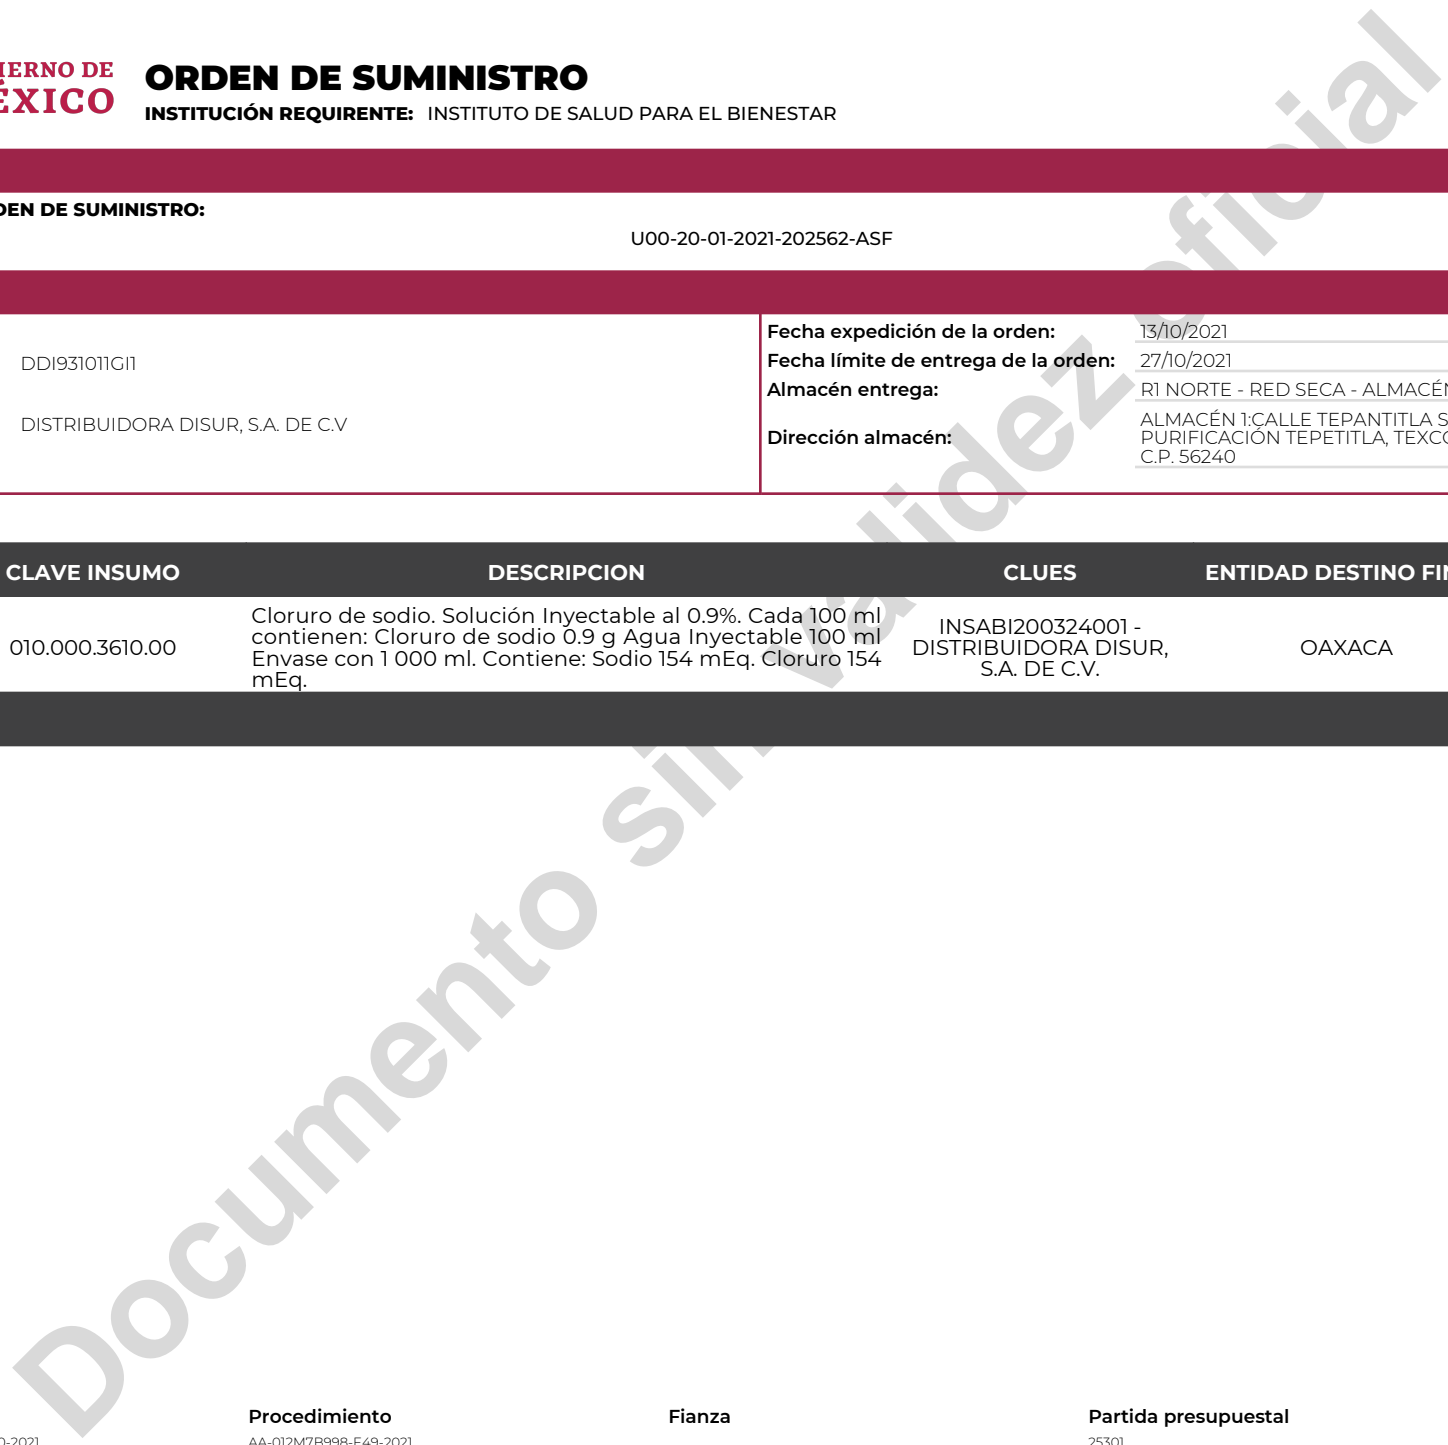 ORDEN DE SUMINISTRO
INSTITUCIÓN REQUIRENTE: INSTITUTO DE SALUD PARA EL BIENESTAR
DE SUMINISTRO:
U00-20-01-2021-202562-ASF
DDI931011GI1
DISTRIBUIDORA DISUR, S.A. DE C.V
Fecha expedición de la orden: 13/10/2021
Fecha límite de entrega de la orden: 27/10/2021
Almacén entrega: R1 NORTE - RED SECA - ALMACÉN
Dirección almacén:
ALMACÉN 1:CALLE TEPANTITLA
PURIFICACIÓN TEPETITLA,
C.P. 56240
CLAVE INSUMO DESCRIPCION CLUES ENTIDAD DESTINO
010.000.3610.00
Cloruro de sodio. Solución Inyectable al 0.9%. Cada 100 ml
contienen: Cloruro de sodio 0.9 g Agua Inyectable 100 ml
Envase con 1 000 ml. Contiene: Sodio 154 mEq. Cloruro 154
mEq.
INSABI200324001 -
DISTRIBUIDORA DISUR,
S.A. DE C.V.
OAXACA
Documento sin validez oficial
Procedimiento Fianza Partida presupuestal
AA-012M7B998-E49-2021 25301